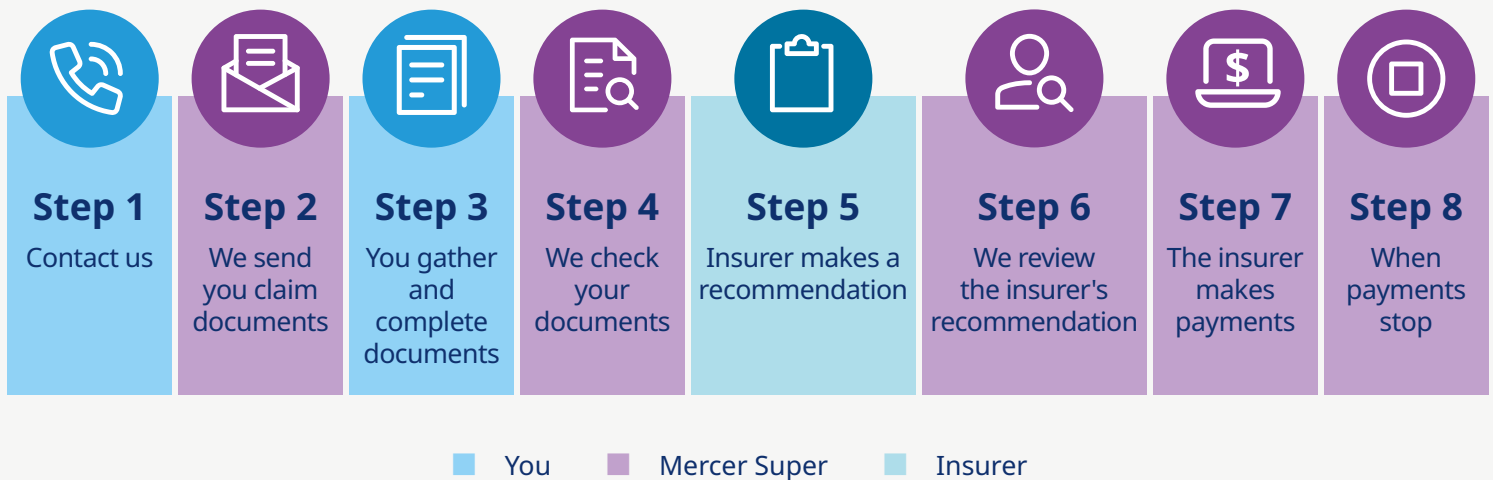 Step 1
Contact us
Step 2
We send
you claim
documents
Step 3
You gather
and
complete
documents
Step 4
We check
your
documents
Step 5
Insurer makes a
recommendation
Step 6
We review
the insurer's
recommendation
$
Step 7
The insurer
makes
payments
Step 8
When
payments
stop
You
Mercer Super
Insurer